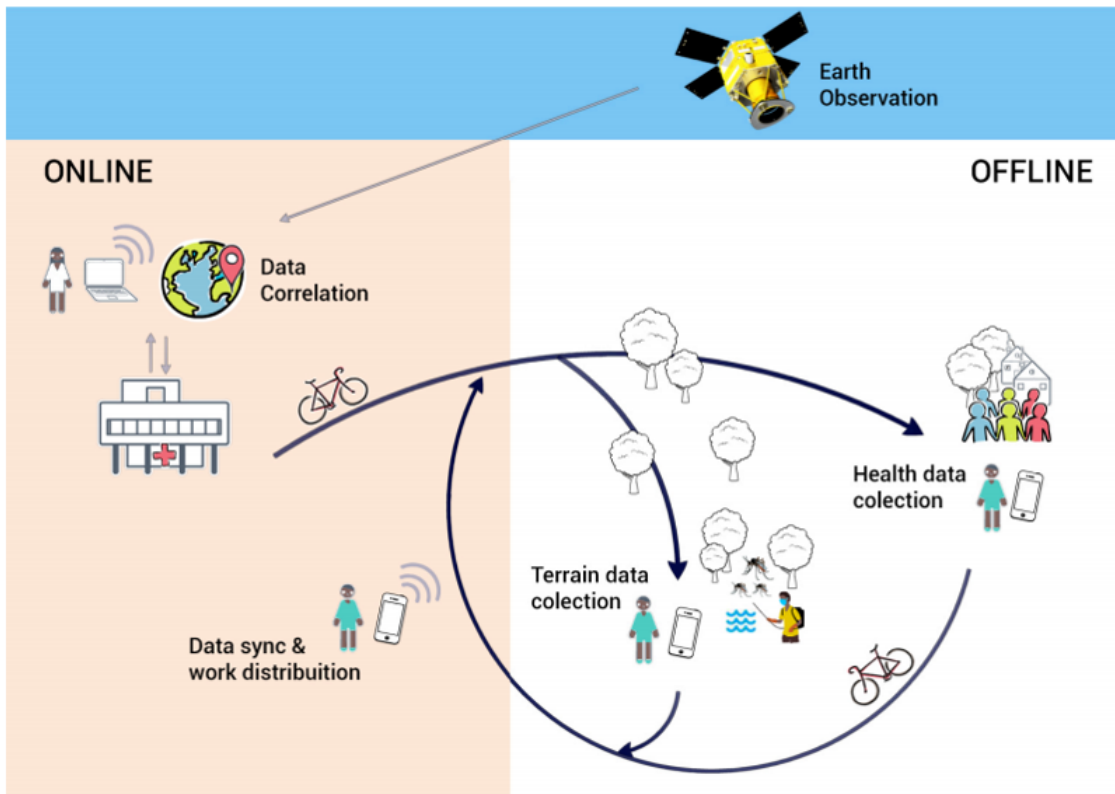 Earth
Observation
ONLINE
OFFLINE
Data
Correlation
Health data
colection
Terrain data
colection
Data sync &
work distribuition